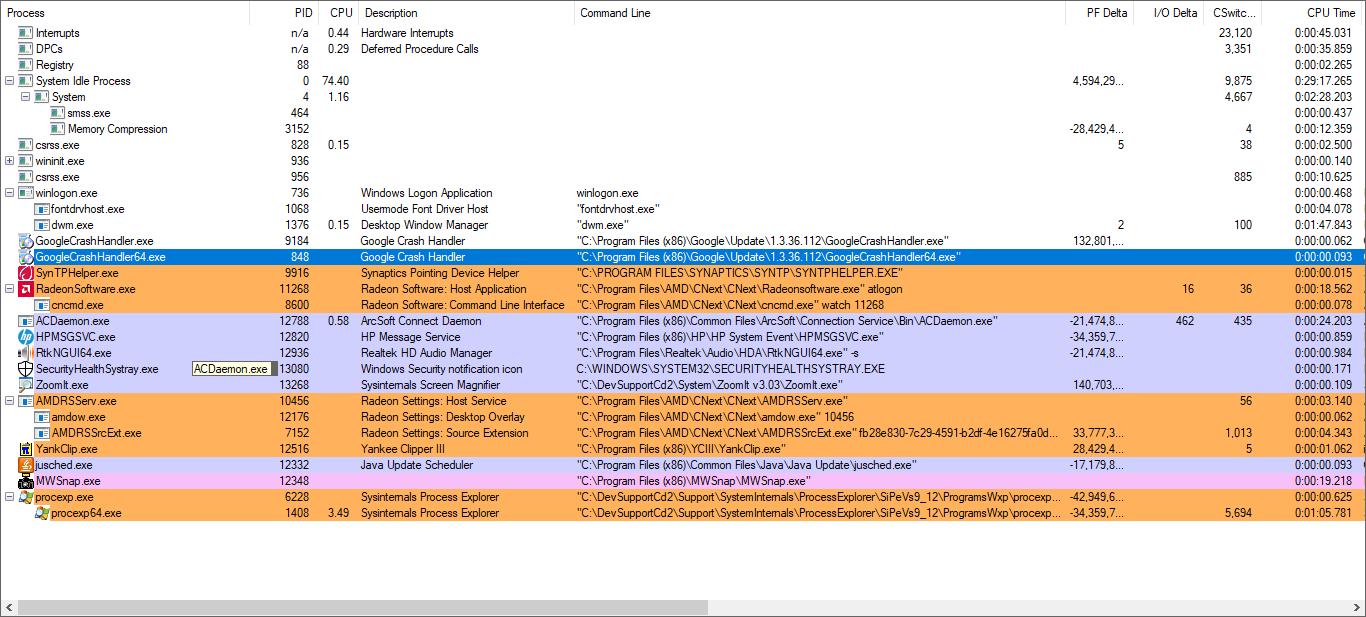 Process PID CPU Description Command Line PF Delta I/O Delta CSwitc... CPU Time
Interrupts n/a 0.44 Hardware Interrupts 23,120 0:00:45.031
DPCs n/a 0.29 Deferred Procedure Calls 3,351 0:00:35.859
Registry 88 0:00:02.265
System Idle Process 0 74.40 4,594,29... 9,875 0:29:17.265
System 4 1.16 4,667 0:02:28.203
smss.exe 464 0:00:00.437
Memory Compression 3152 -28,429,4... 4 0:00:12.359
csrss.exe 828 0.15 5 38 0:00:02.500
wininit.exe 936 0:00:00.140
csrss.exe 956 885 0:00:10.625
winlogon.exe 736 Windows Logon Application winlogon.exe 0:00:00.468
fontdrvhost.exe 1068 Usermode Font Driver Host "fontdrvhost.exe" 0:00:04.078
dwm.exe 1376 0.15 Desktop Window Manager "dwm.exe" 2 100 0:01:47.843
GoogleCrashHandler.exe 9184 Google Crash Handler "C:\Program Files (x86)\Google\Update\1.3.36.112\GoogleCrashHandler.exe" 132,801,... 0:00:00.062
GoogleCrashHandler64.exe 848 Google Crash Handler "C:\Program Files (x86)\Google\Update\1.3.36.112\GoogleCrashHandler64.exe" 0:00:00.093
SynTPHelper.exe 9916 Synaptics Pointing Device Helper "C:\PROGRAM FILES\SYNAPTICS\SYNTP\SYNTPHELPER.EXE" 0:00:00.015
RadeonSoftware.exe 11268 Radeon Software: Host Application "C:\Program Files\AMD\CNext\CNext\Radeonsoftware.exe" atlogon 16 36 0:00:18.562
cncmd.exe 8600 Radeon Software: Command Line Interface "C:\Program Files\AMD\CNext\CNext\cncmd.exe" watch 11268 0:00:00.078
ACDaemon.exe 12788 0.58 ArcSoft Connect Daemon "C:\Program Files (x86)\Common Files\ArcSoft\Connection Service\Bin\ACDaemon.exe" -21,474,8... 462 435 0:00:24.203
HPMSGSVC.exe 12820 HP Message Service "C:\Program Files (x86)\HP\HP System Event\HPMSGSVC.exe" -34,359,7... 0:00:00.859
RtkNGUI64.exe 12936 Realtek HD Audio Manager "C:\Program Files\Realtek\Audio\HDA\RtkNGUI64.exe" -s -21,474,8... 0:00:00.984
SecurityHealthSystray.exe ACDaemon.exe 13080 Windows Security notification icon C:\WINDOWS\SYSTEM32\SECURITYHEALTHSYSTRAY.EXE 0:00:00.171
ZoomIt.exe 13268 Sysinternals Screen Magnifier "C:\DevSupportCd2\System\ZoomIt v3.03\ZoomIt.exe" 140,703,... 0:00:00.109
AMDRSServ.exe 10456 Radeon Settings: Host Service "C:\Program Files\AMD\CNext\CNext\AMDRSServ.exe" 56 0:00:03.140
amdow.exe 12176 Radeon Settings: Desktop Overlay "C:\Program Files\AMD\CNext\CNext\amdow.exe" 10456 0:00:00.062
AMDRSSrcExt.exe 7152 Radeon Settings: Source Extension "C:\Program Files\AMD\CNext\CNext\AMDRSSrcExt.exe" fb28e830-7c29-4591-b2df-4e16275fa0d... 33,777,3... 1,013 0:00:04.343
YankClip.exe 12516 Yankee Clipper III "C:\Program Files (x86)\YCIII\YankClip.exe" 28,429,4... 5 0:00:01.062
jusched.exe 12332 Java Update Scheduler "C:\Program Files (x86)\Common Files\Java\Java Update\jusched.exe" -17,179,8... 0:00:00.093
MWSnap.exe 12348 "C:\Program Files (x86)\MWSnap\MWSnap.exe" 0:00:19.218
procexp.exe 6228 Sysinternals Process Explorer "C:\DevSupportCd2\Support\SystemInternals\ProcessExplorer\SiPeVs9_12\ProgramsWxp\procexp... -42,949,6... 0:00:00.625
procexp64.exe 1408 3.49 Sysinternals Process Explorer "C:\DevSupportCd2\Support\SystemInternals\ProcessExplorer\SiPeVs9_12\ProgramsWxp\procexp... -34,359,7... 5,694 0:01:05.781